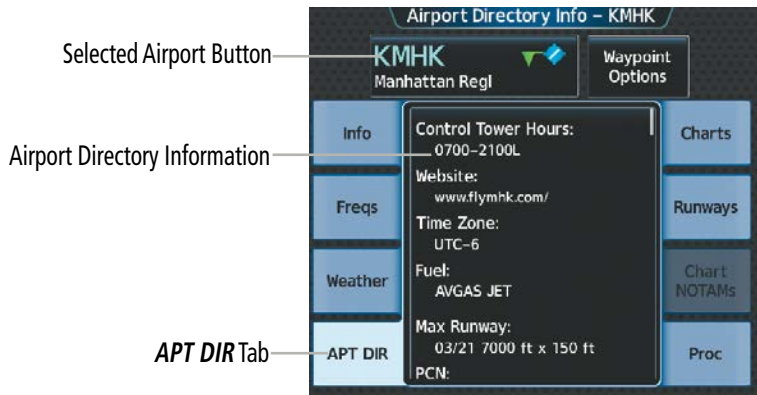 Airport Directory Info – KMHK
Selected Airport Button
KMHK
Manhattan Regl
Waypoint
Options
Info
Freqs
Weather
APT DIR
Airport Directory Information
APT DIR Tab
Control Tower Hours:
0700–2100L
Website:
www.flymhk.com/
Time Zone:
UTC–6
Fuel:
AVGAS JET
Max Runway:
03/21 7000 ft x 150 ft
PCN:
Charts
Runways
Chart
NOTAMs
Proc